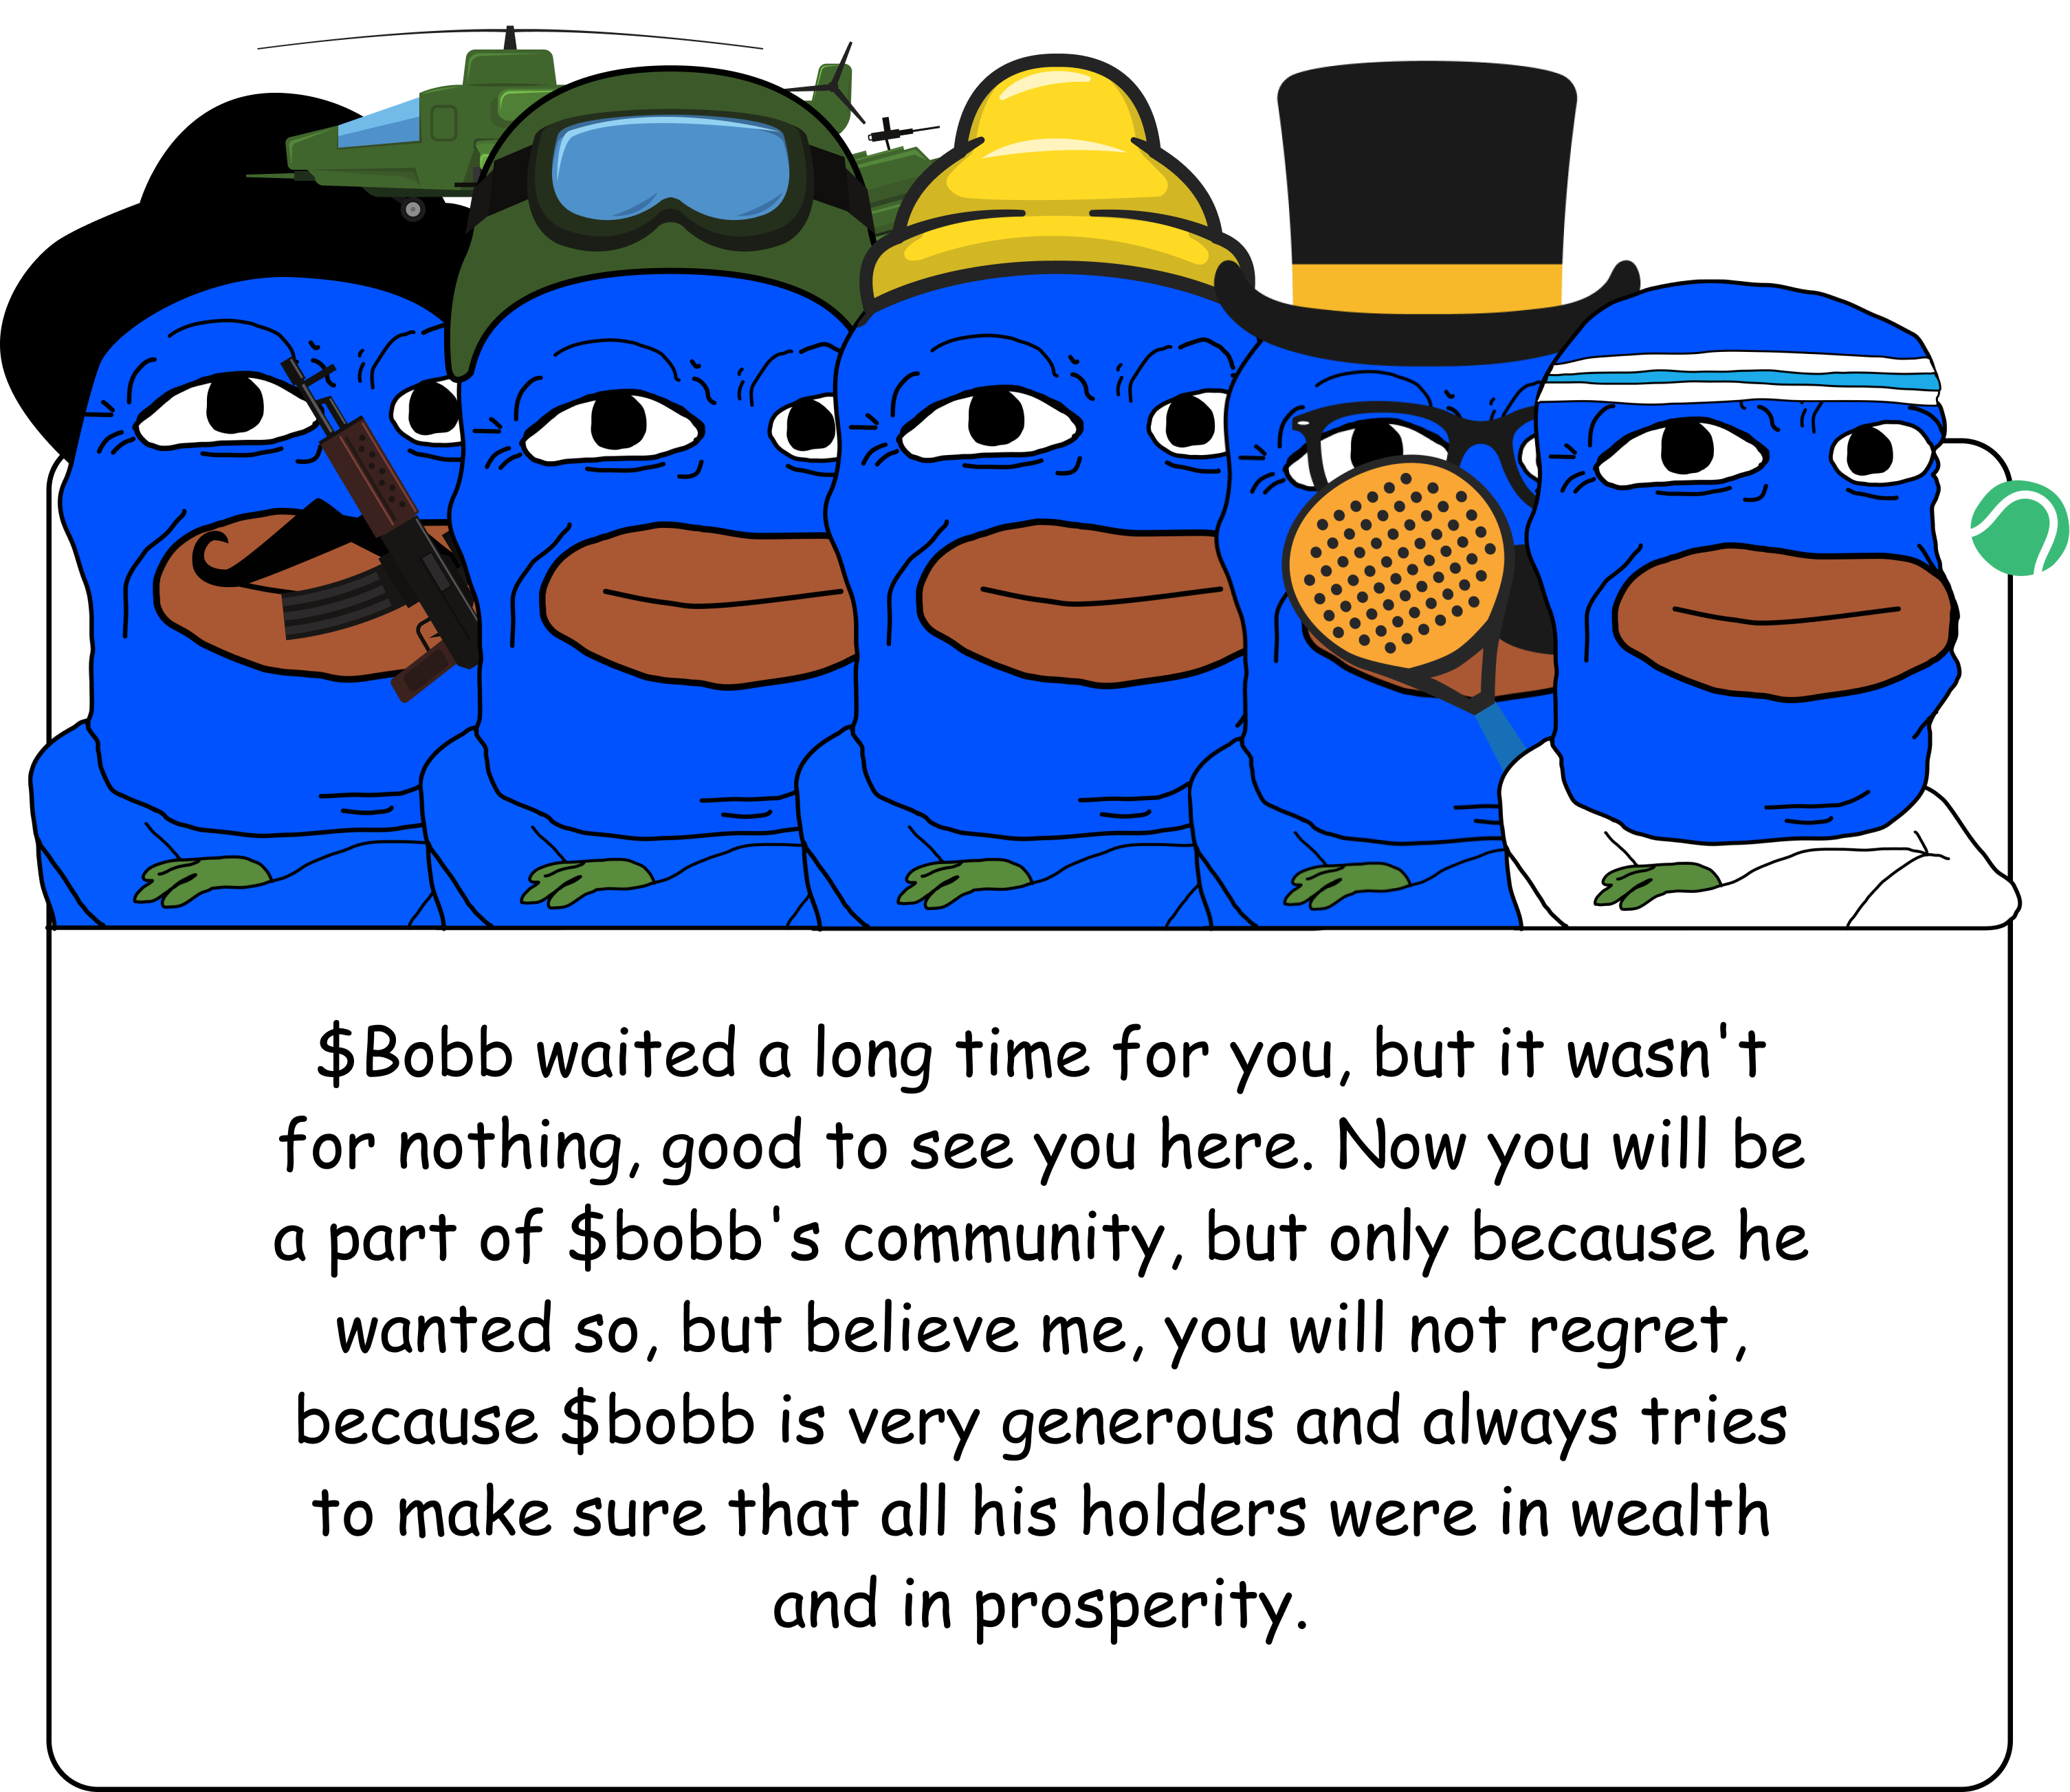 $Bobb waited a long time for you, but it wasn't
for nothing, good to see you here. Now you will be
a part of $bobb's community, but only because he
wanted so, but believe me, you will not regret,
because $bobb is very generous and always tries
to make sure that all his holders were in wealth
and in prosperity.